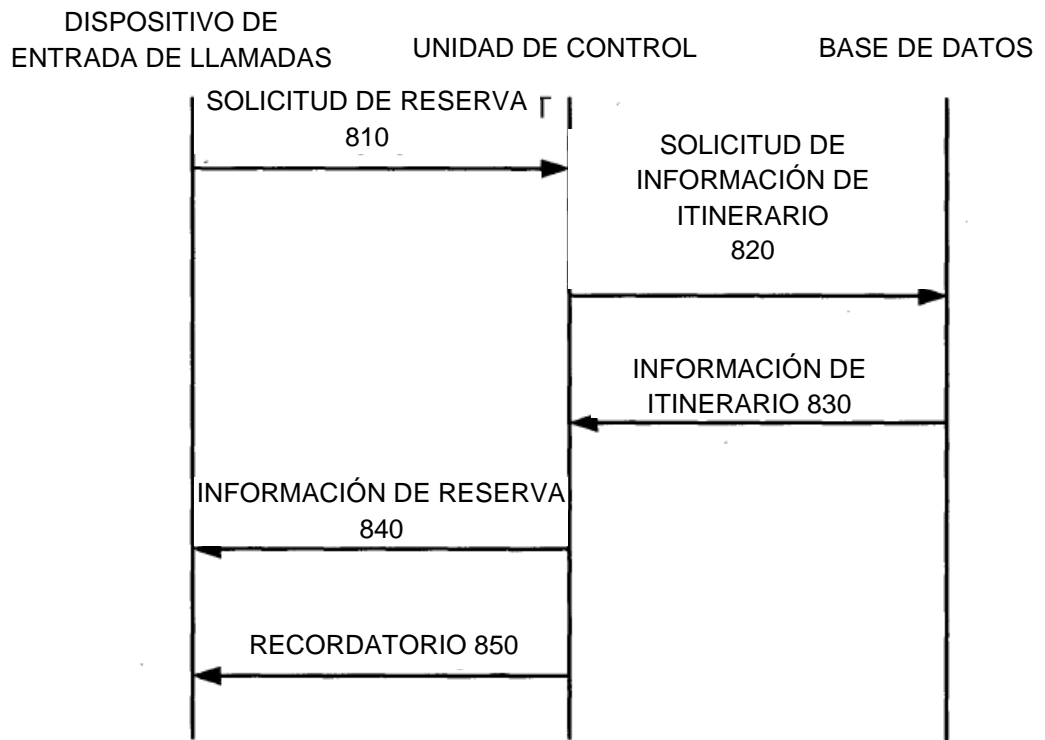 DISPOSITIVO DE
ENTRADA DE LLAMADAS
UNIDAD DE CONTROL
BASE DE DATOS
SOLICITUD DE RESERVA
810
SOLICITUD DE
INFORMACIÓN DE
ITINERARIO
820
INFORMACIÓN DE
ITINERARIO 830
INFORMACIÓN DE RESERVA
840
RECORDATORIO 850